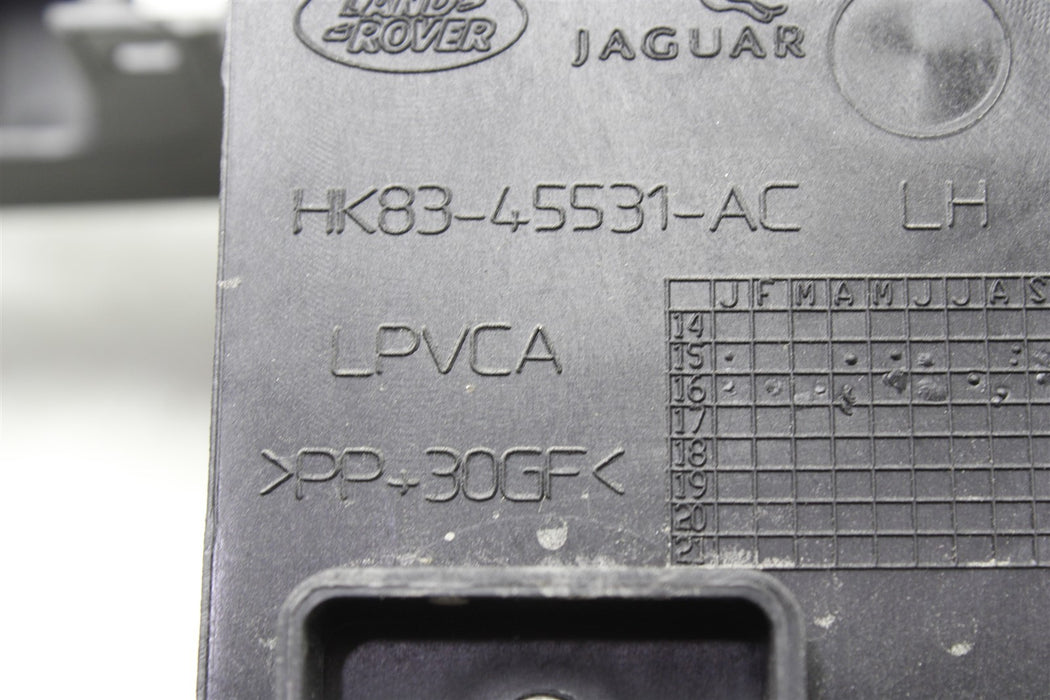 LAND
ROVER
JAGUAR
HK83-45531-AC LH
J F M A M J J A S
14
15
16
17
18
19
20
21
LPVCA
>PP+30GF<